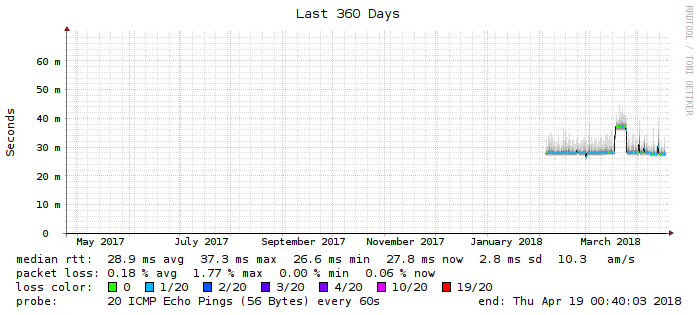 Last 360 Days
RRDTOOL / TOBI OETIKER
Seconds
60 m
50 m
40 m
30 m
20 m
10 m
0
May 2017 July 2017 September 2017 November 2017 January 2018 March 2018
median rtt: 28.9 ms avg 37.3 ms max 26.6 ms min 27.8 ms now 2.8 ms sd 10.3 am/s
packet loss: 0.18 % avg 1.77 % max 0.00 % min 0.06 % now
loss color: 0 1/20 2/20 3/20 4/20 10/20 19/20
probe: 20 ICMP Echo Pings (56 Bytes) every 60s end: Thu Apr 19 00:40:03 2018